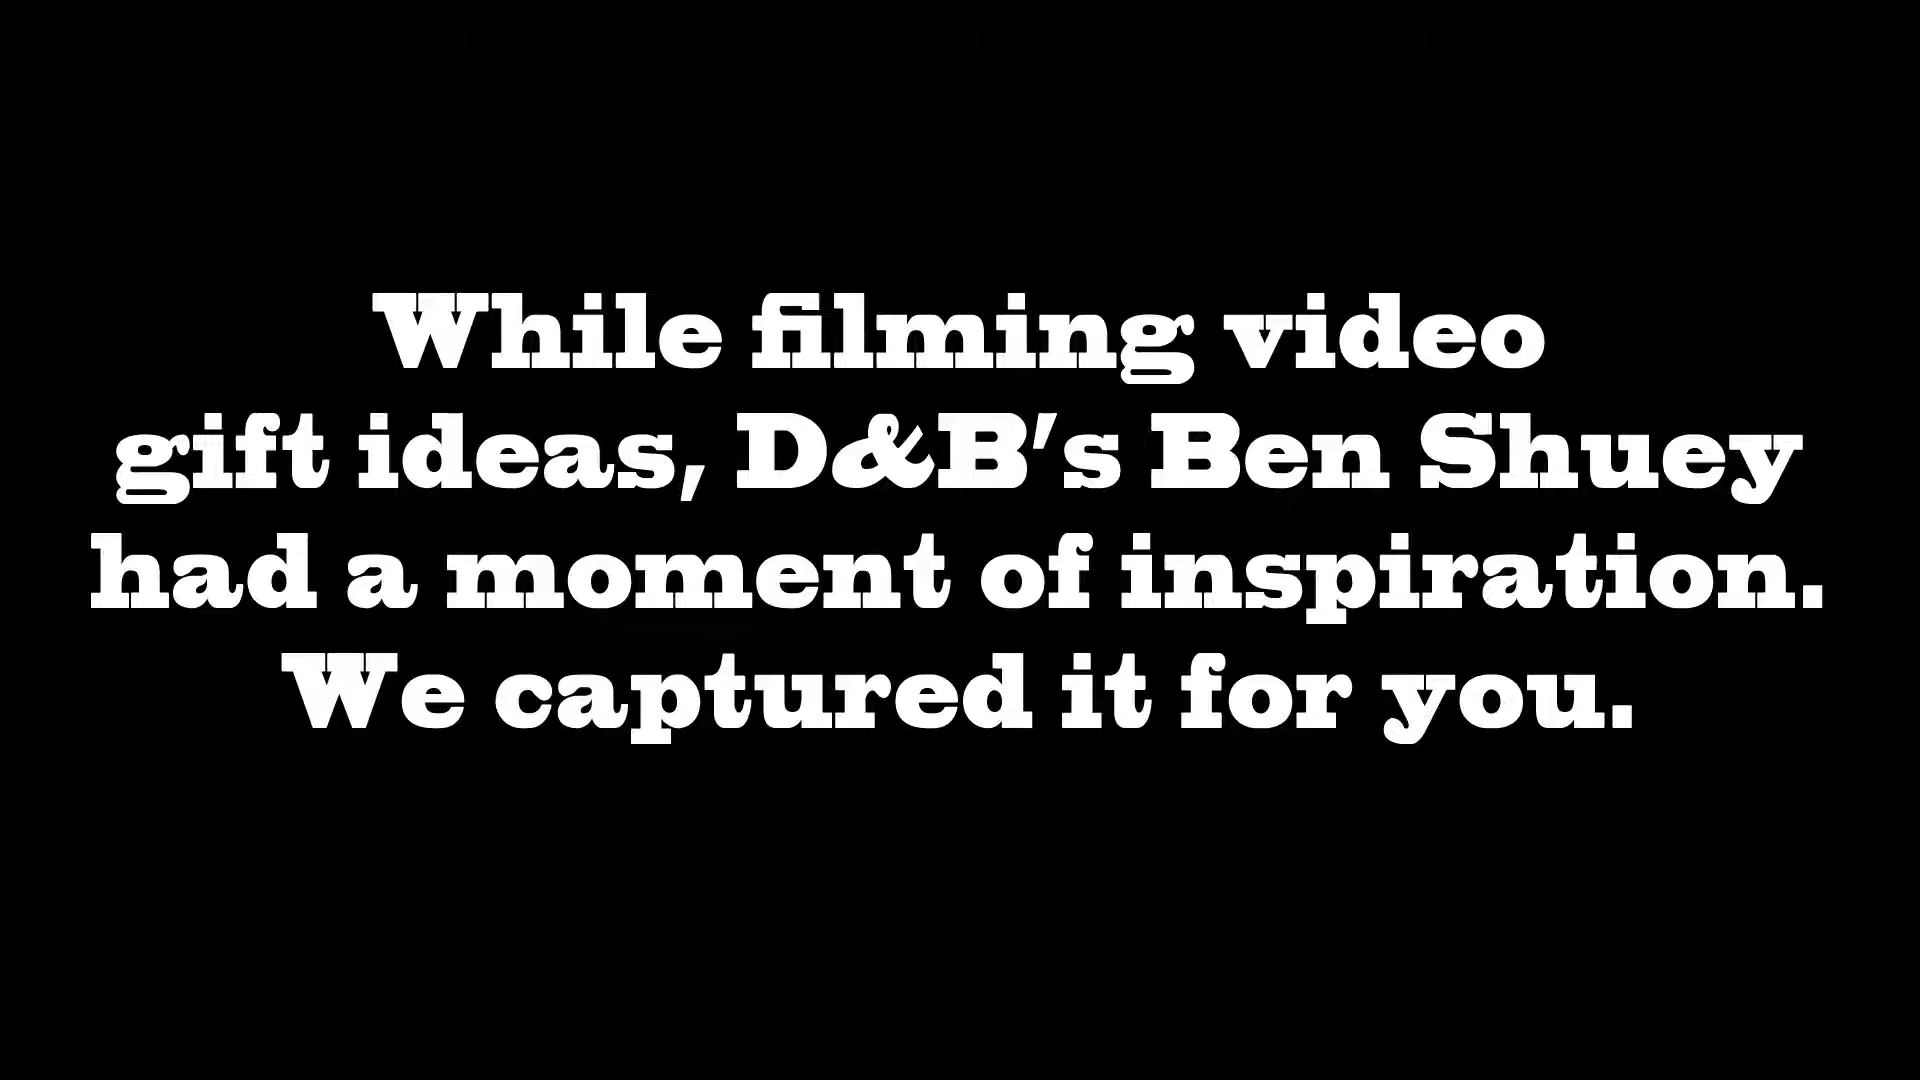 While filming video
gift ideas, D&B’s Ben Shuey
had a moment of inspiration.
We captured it for you.